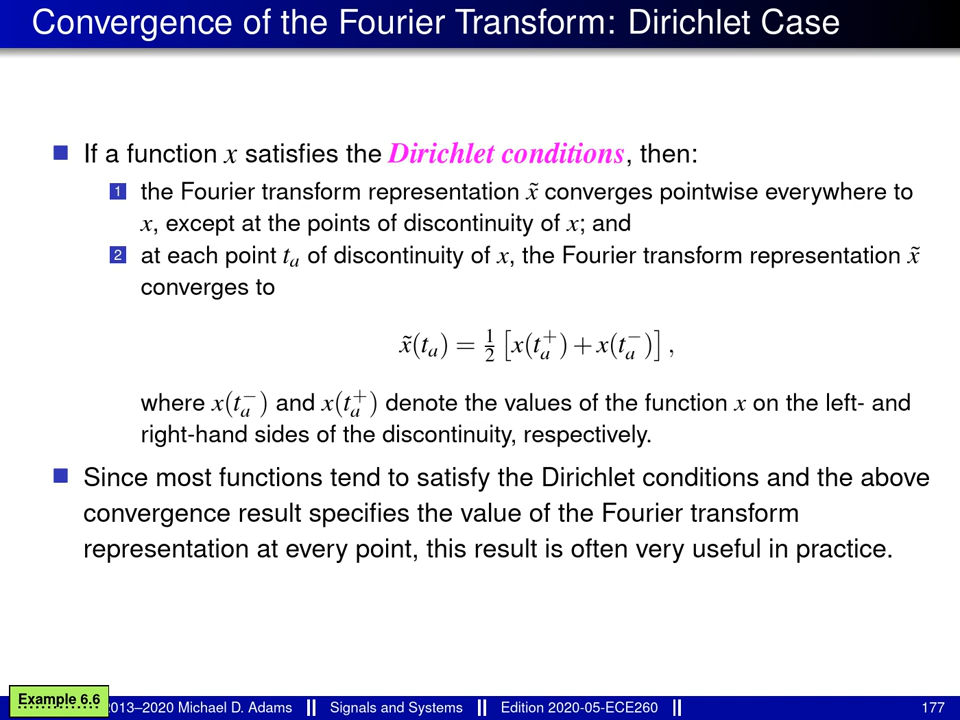 Convergence of the Fourier Transform: Dirichlet Case
If a function x satisfies the Dirichlet conditions, then:
1 the Fourier transform representation x̃ converges pointwise everywhere to
x, except at the points of discontinuity of x; and
2 at each point tₐ of discontinuity of x, the Fourier transform representation x̃
converges to
x̃(tₐ) = ½ [x(tₐ⁺) + x(tₐ⁻)] ,
where x(tₐ⁻) and x(tₐ⁺) denote the values of the function x on the left- and
right-hand sides of the discontinuity, respectively.
Since most functions tend to satisfy the Dirichlet conditions and the above
convergence result specifies the value of the Fourier transform
representation at every point, this result is often very useful in practice.
Example 6.6 2013–2020 Michael D. Adams Signals and Systems Edition 2020-05-ECE260 177